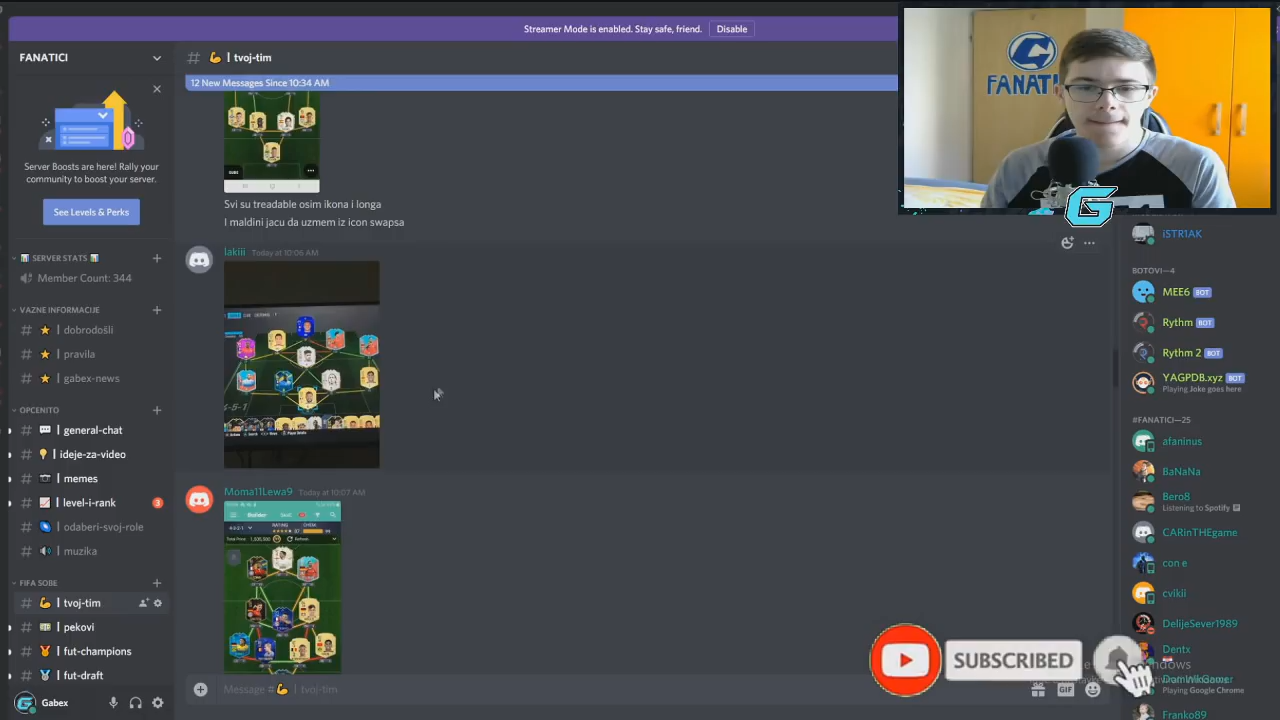 Streamer Mode is enabled. Stay safe, friend. Disable
FANATICI
# 💪 | tvoj-tim
12 New Messages Since 10:34 AM
FANATIC
Server Boosts are here! Rally your
community to boost your server.
See Levels & Perks
SERVER STATS
Member Count: 344
VAZNE INFORMACIJE
# ⭐ | dobrodošli
# ⭐ | pravila
# ⭐ | gabex-news
OPCENITO
# 💬 | general-chat
# 💡 | ideje-za-video
# | memes
# 📈 | level-i-rank 3
# | odaberi-svoj-role
# 🔊 | muzika
FIFA SOBE
# 💪 | tvoj-tim
# 💵 | pekovi
# | fut-champions
# | fut-draft
Gabex
SUBS
Svi su treadable osim ikona i longa
I maldini jacu da uzmem iz icon swapsa
lakiii Today at 10:06 AM
Moma11Lewa9 Today at 10:07 AM
Message # 💪 | tvoj-tim
GIF
G
iSTR1AK
BOTOVI—4
MEE6 BOT
Rythm BOT
Rythm 2 BOT
YAGPDB.xyz BOT
Playing Joke goes here
#FANATICI—25
afaninus
BaNaNa
Bero8
Listening to Spotify
CARinTHEgame
con e
cvikii
DelijeSever1989
Dentx
Playing Google Chrome
Franko89
SUBSCRIBED